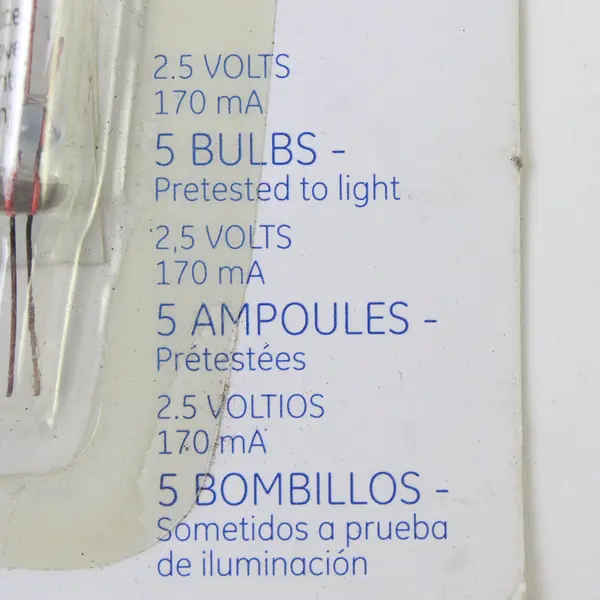 2.5 VOLTS
170 mA
5 BULBS -
Pretested to light
2,5 VOLTS
170 mA
5 AMPOULES -
Prétestées
2.5 VOLTIOS
170 mA
5 BOMBILLOS -
Sometidos a prueba
de iluminación